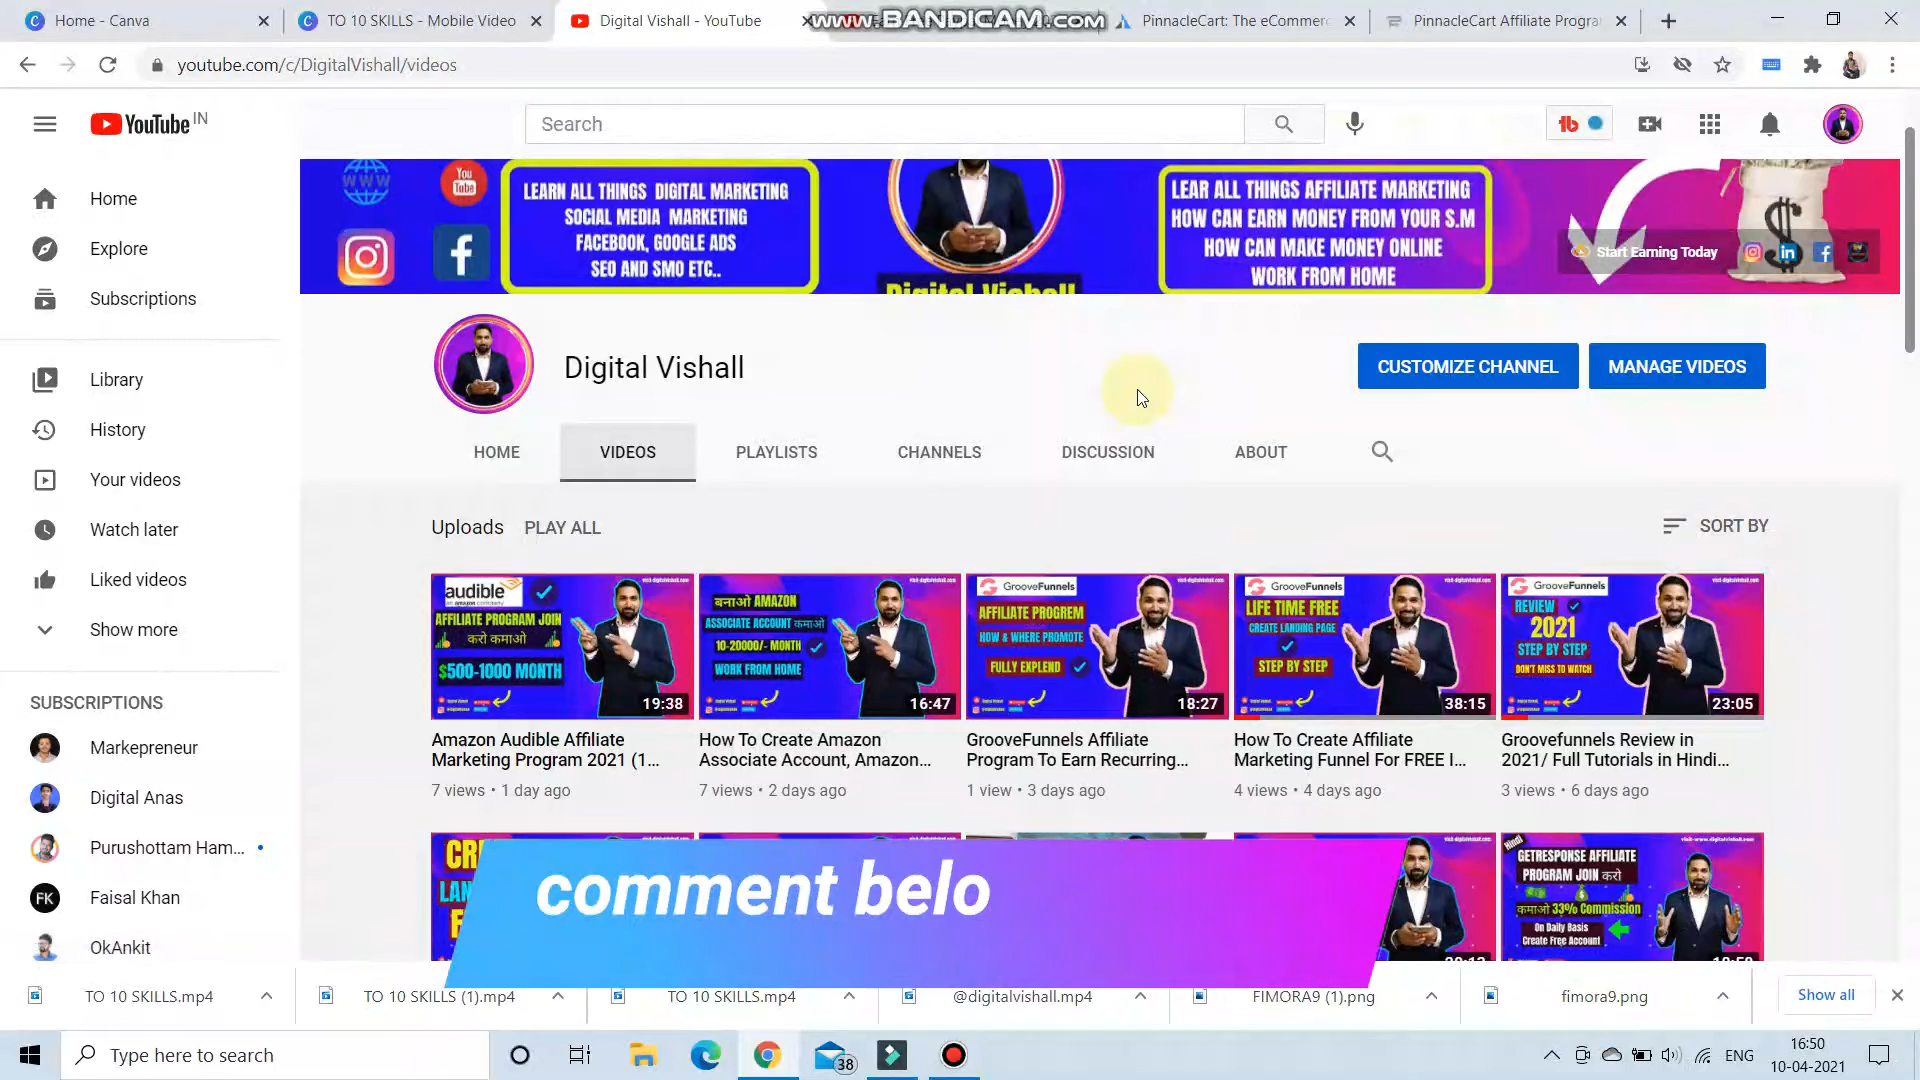 Home - Canva
TO 10 SKILLS - Mobile Video
Digital Vishall - YouTube
www.BANDICAM.com
PinnacleCart: The eCommerc
PinnacleCart Affiliate Progra
youtube.com/c/DigitalVishall/videos
YouTube IN
Search
Home
Explore
Subscriptions
Library
History
Your videos
Watch later
Liked videos
Show more
SUBSCRIPTIONS
Markepreneur
Digital Anas
Purushottam Ham...
FK
Faisal Khan
OkAnkit
WWW
You
Tube
LEARN ALL THINGS DIGITAL MARKETING
SOCIAL MEDIA MARKETING
FACEBOOK, GOOGLE ADS
SEO AND SMO ETC..
Digital Vishall
LEAR ALL THINGS AFFILIATE MARKETING
HOW CAN EARN MONEY FROM YOUR S.M
HOW CAN MAKE MONEY ONLINE
WORK FROM HOME
Start Earning Today
Digital Vishall
CUSTOMIZE CHANNEL
MANAGE VIDEOS
HOME
VIDEOS
PLAYLISTS
CHANNELS
DISCUSSION
ABOUT
Uploads
PLAY ALL
SORT BY
audible
AFFILIATE PROGRAM JOIN
करो कमाओ
$500-1000 MONTH
19:38
Amazon Audible Affiliate
Marketing Program 2021 (1...
7 views • 1 day ago
बनाओ AMAZON
ASSOCIATE ACCOUNT कमाओ
10-20000/- MONTH
WORK FROM HOME
16:47
How To Create Amazon
Associate Account, Amazon...
7 views • 2 days ago
GrooveFunnels
AFFILIATE PROGREM
HOW & WHERE PROMOTE
FULLY EXPLEND
18:27
GrooveFunnels Affiliate
Program To Earn Recurring...
1 view • 3 days ago
GrooveFunnels
LIFE TIME FREE
CREATE LANDING PAGE
STEP BY STEP
38:15
How To Create Affiliate
Marketing Funnel For FREE I...
4 views • 4 days ago
GrooveFunnels
REVIEW
2021
STEP BY STEP
DON'T MISS TO WATCH
23:05
Groovefunnels Review in
2021/ Full Tutorials in Hindi...
3 views • 6 days ago
comment belo
Hindi
GETRESPONSE AFFILIATE
PROGRAM JOIN करो
कमाओ 33% Commission
On Daily Basis
Create Free Account
TO 10 SKILLS.mp4
TO 10 SKILLS (1).mp4
TO 10 SKILLS.mp4
@digitalvishall.mp4
FIMORA9 (1).png
fimora9.png
Show all
Type here to search
38
ENG
16:50
10-04-2021